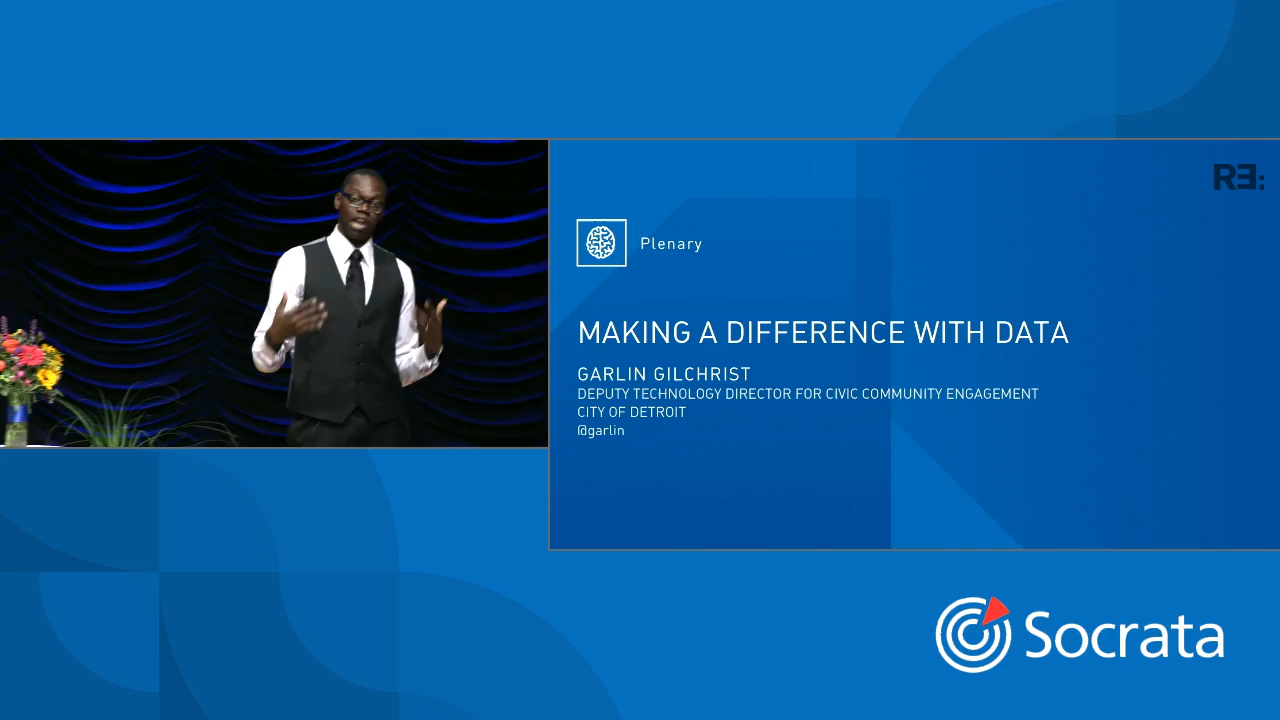 RE:
Plenary
MAKING A DIFFERENCE WITH DATA
GARLIN GILCHRIST
DEPUTY TECHNOLOGY DIRECTOR FOR CIVIC COMMUNITY ENGAGEMENT
CITY OF DETROIT
@garlin
Socrata